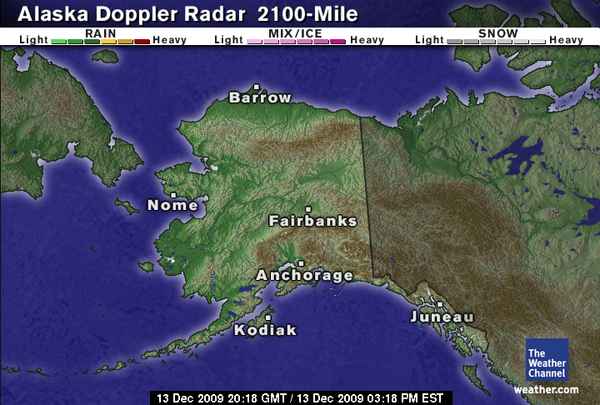 Alaska Doppler Radar 2100-Mile
RAIN MIX/ICE SNOW
Light Heavy Light Heavy Light Heavy
Barrow
Nome
Fairbanks
Anchorage
Kodiak
Juneau
The
Weather
Channel
weather.com
13 Dec 2009 20:18 GMT / 13 Dec 2009 03:18 PM EST